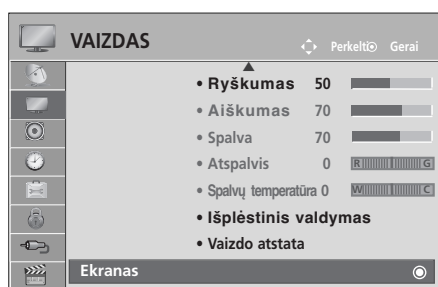 VAIZDAS
Perkelti Gerai
• Ryškumas 50
• Aiškumas 70
• Spalva 70
• Atspalvis 0 R G
• Spalvų temperatūra 0 W C
• Išplėstinis valdymas
• Vaizdo atstata
Ekranas